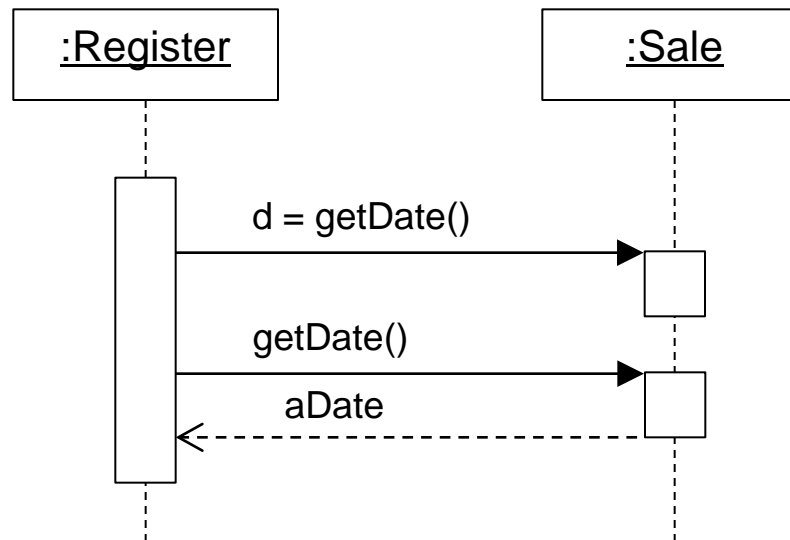 :Register
:Sale
d = getDate()
getDate()
aDate